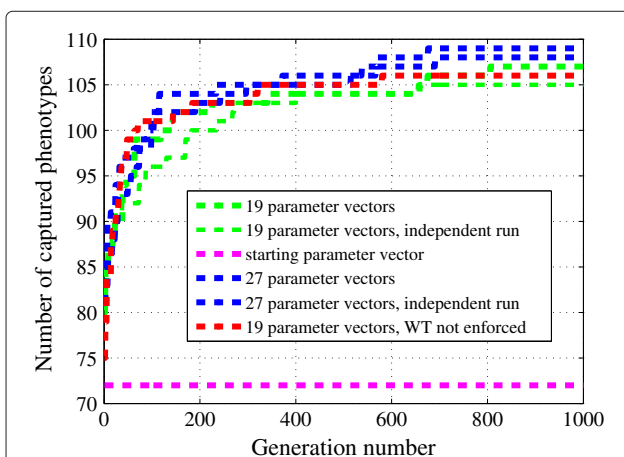 110
105
100
95
90
85
80
75
70
Number of captured phenotypes
19 parameter vectors
19 parameter vectors, independent run
starting parameter vector
27 parameter vectors
27 parameter vectors, independent run
19 parameter vectors, WT not enforced
0 200 400 600 800 1000
Generation number